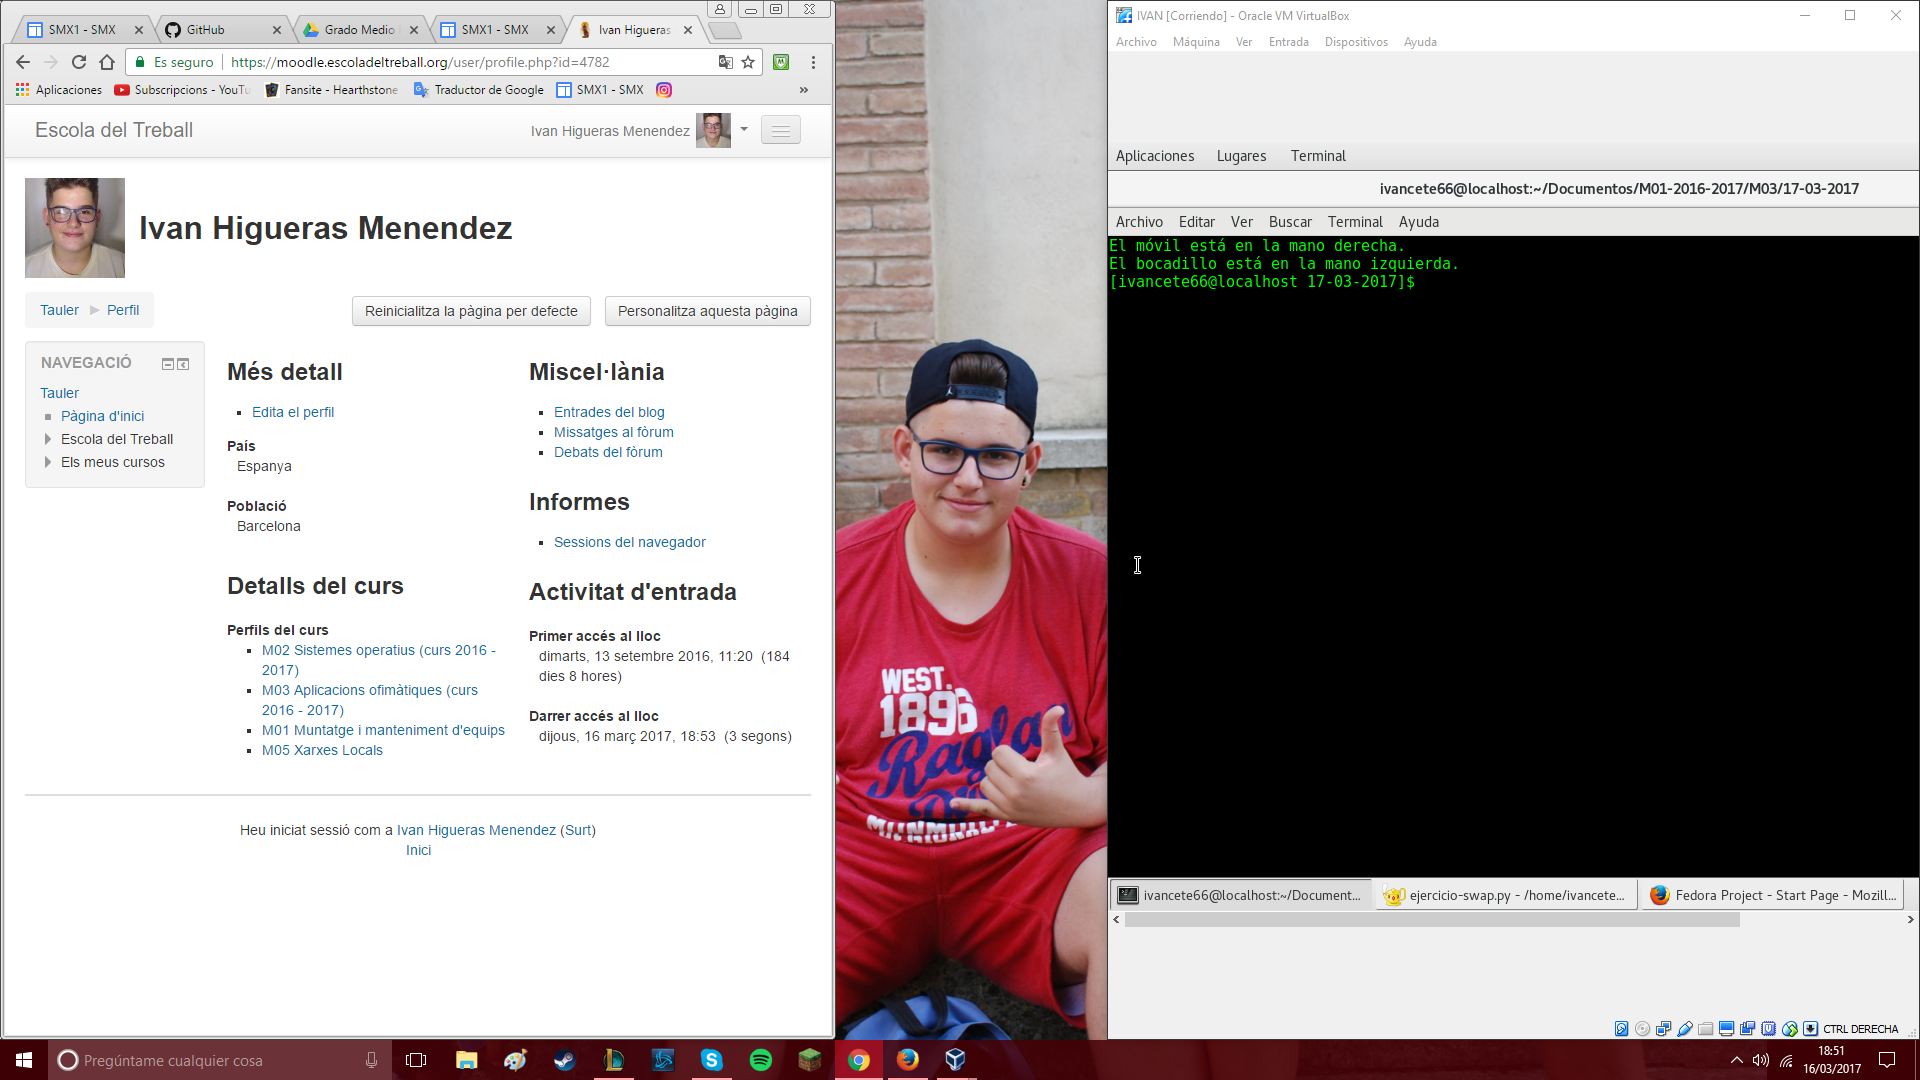 SMX1 - SMX
GitHub
Grado Medio
SMX1 - SMX
Ivan Higueras
Es seguro
https://moodle.escoladeltreball.org/user/profile.php?id=4782
Aplicaciones
Subscripcions - YouTu
Fansite - Hearthstone
Traductor de Google
SMX1 - SMX
»
Escola del Treball
Ivan Higueras Menendez
Ivan Higueras Menendez
Tauler
Perfil
Reinicialitza la pàgina per defecte
Personalitza aquesta pàgina
NAVEGACIÓ
Tauler
Pàgina d'inici
Escola del Treball
Els meus cursos
Més detall
Edita el perfil
País
Espanya
Població
Barcelona
Detalls del curs
Perfils del curs
M02 Sistemes operatius (curs 2016 -
2017)
M03 Aplicacions ofimàtiques (curs
2016 - 2017)
M01 Muntatge i manteniment d'equips
M05 Xarxes Locals
Miscel·lània
Entrades del blog
Missatges al fòrum
Debats del fòrum
Informes
Sessions del navegador
Activitat d'entrada
Primer accés al lloc
dimarts, 13 setembre 2016, 11:20 (184
dies 8 hores)
Darrer accés al lloc
dijous, 16 març 2017, 18:53 (3 segons)
Heu iniciat sessió com a Ivan Higueras Menendez (Surt)
Inici
WEST.
1896
Raglan
IVAN [Corriendo] - Oracle VM VirtualBox
Archivo Máquina Ver Entrada Dispositivos Ayuda
Aplicaciones Lugares Terminal
ivancete66@localhost:~/Documentos/M01-2016-2017/M03/17-03-2017
Archivo Editar Ver Buscar Terminal Ayuda
El móvil está en la mano derecha.
El bocadillo está en la mano izquierda.
[ivancete66@localhost 17-03-2017]$
ivancete66@localhost:~/Document...
ejercicio-swap.py - /home/ivancete...
Fedora Project - Start Page - Mozill...
CTRL DERECHA
Pregúntame cualquier cosa
18:51
16/03/2017